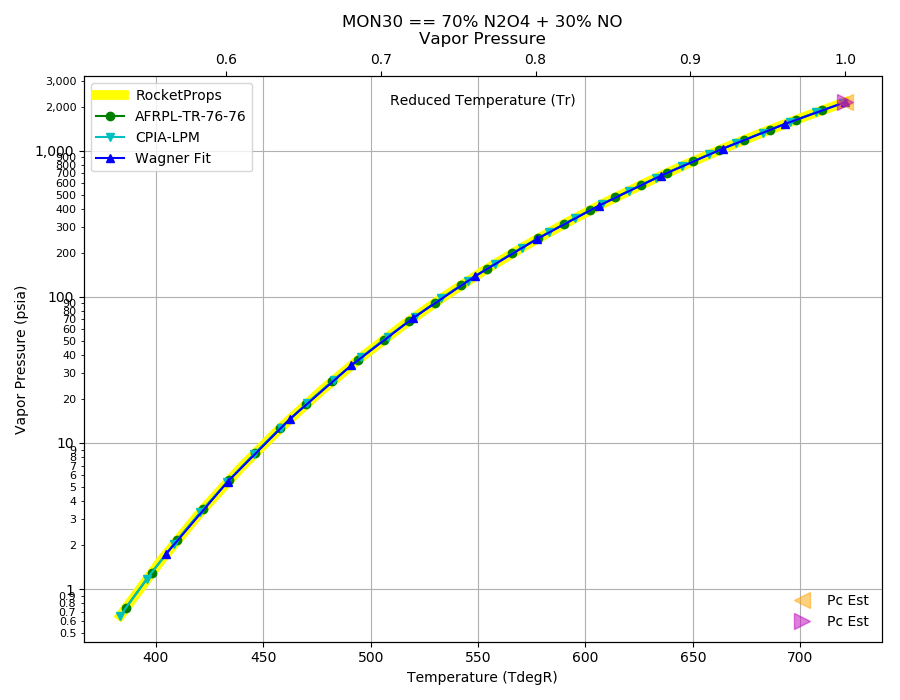 MON30 == 70% N2O4 + 30% NO
Vapor Pressure
0.6 0.7 0.8 0.9 1.0
Reduced Temperature (Tr)
RocketProps
AFRPL-TR-76-76
CPIA-LPM
Wagner Fit
3,000
2,000
1,000
900
800
700
600
500
400
300
200
100
90
80
70
60
50
40
30
20
10
9
8
7
6
5
4
3
2
1
0.9
0.8
0.7
0.6
0.5
Vapor Pressure (psia)
Pc Est
Pc Est
400 450 500 550 600 650 700
Temperature (TdegR)